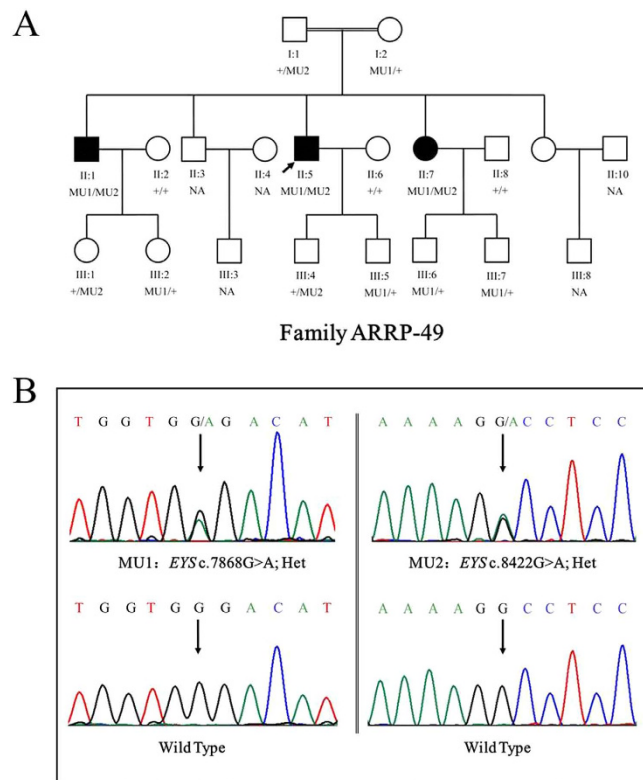 A
I:1
+/MU2
I:2
MU1/+
II:1
MU1/MU2
II:2
+/+
II:3
NA
II:4
NA
II:5
MU1/MU2
II:6
+/+
II:7
MU1/MU2
II:8
+/+
II:10
NA
III:1
+/MU2
III:2
MU1/+
III:3
NA
III:4
+/MU2
III:5
MU1/+
III:6
MU1/+
III:7
MU1/+
III:8
NA
Family ARRP-49
B
T G G T G G/A G A C A T
MU1: EYS c.7868G>A; Het
A A A A G G/A C C T C C
MU2: EYS c.8422G>A; Het
T G G T G G G A C A T
Wild Type
A A A A G G C C T C C
Wild Type